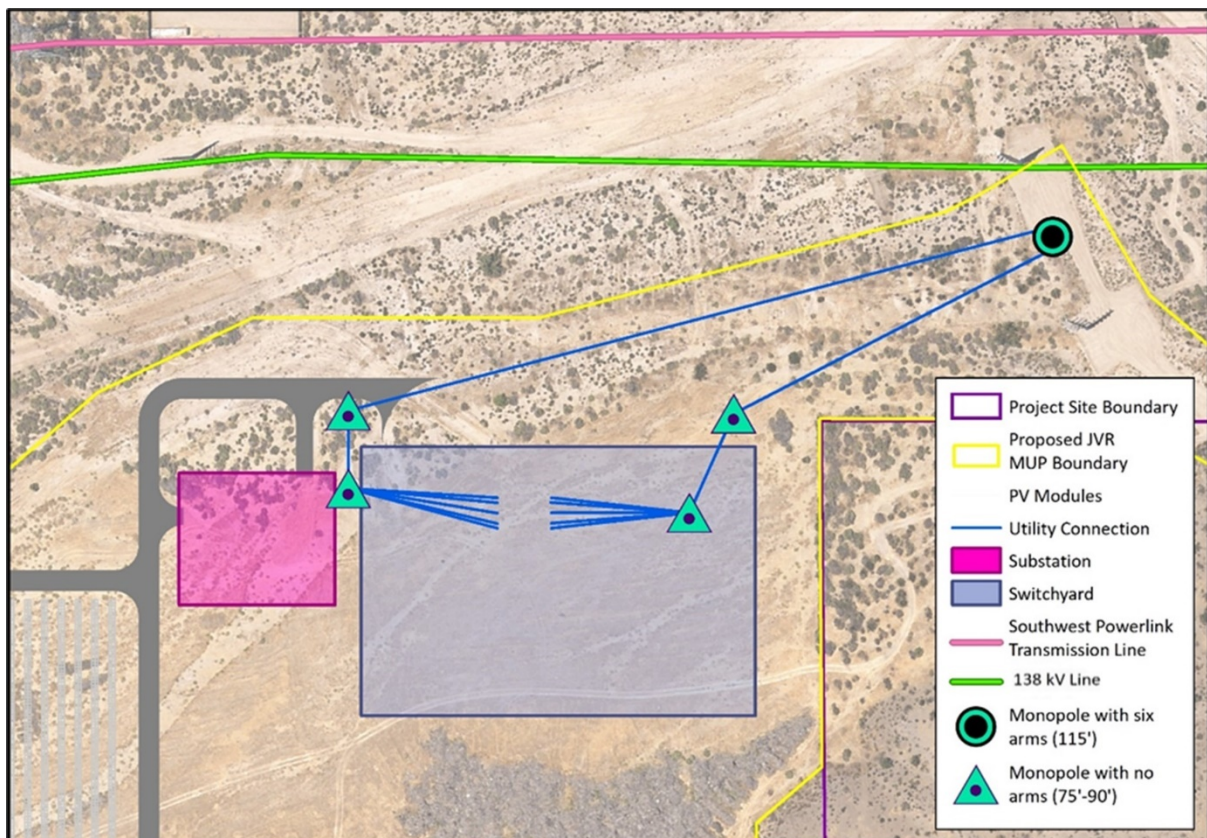 Project Site Boundary
Proposed JVR
MUP Boundary
PV Modules
Utility Connection
Substation
Switchyard
Southwest Powerlink
Transmission Line
138 kV Line
Monopole with six
arms (115')
Monopole with no
arms (75'-90')